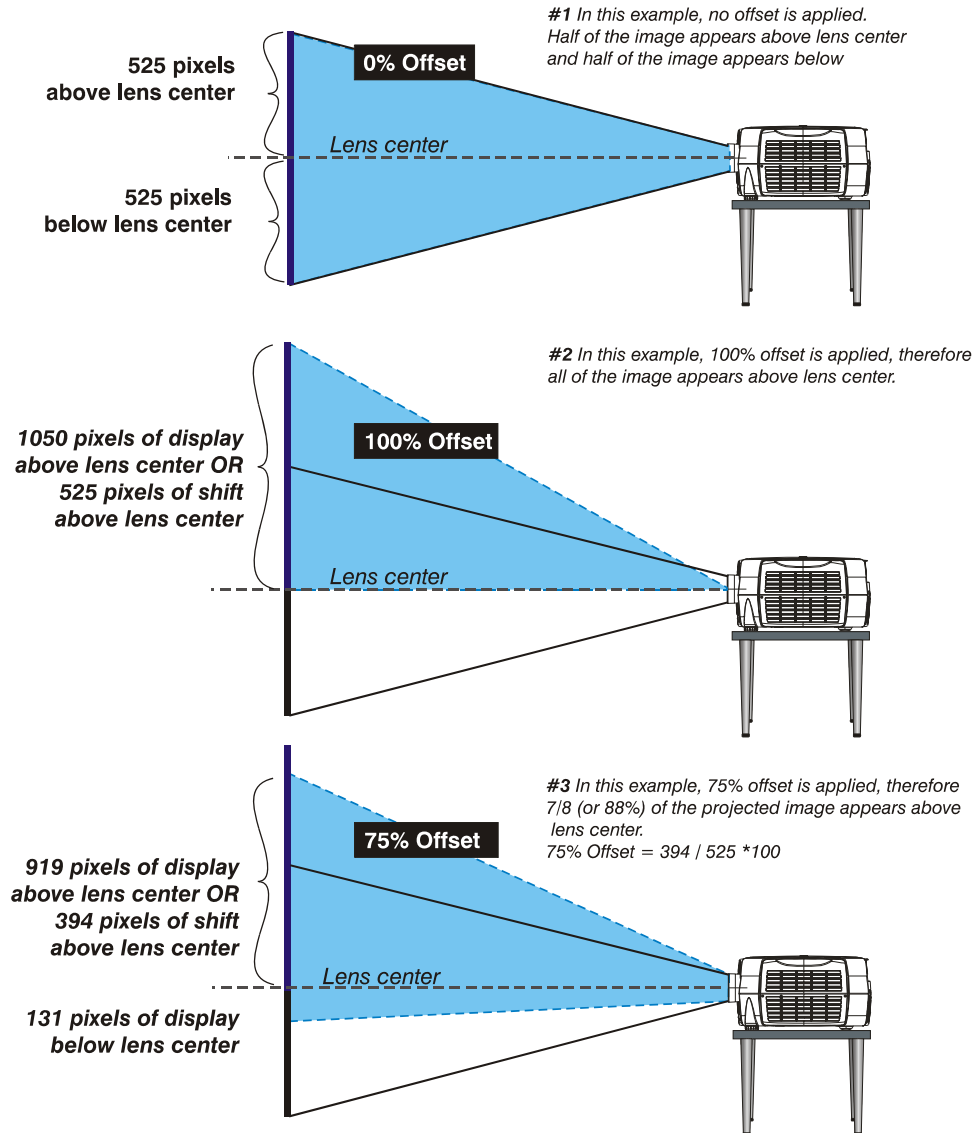 #1 In this example, no offset is applied.
Half of the image appears above lens center
and half of the image appears below
525 pixels
above lens center
0% Offset
Lens center
525 pixels
below lens center
#2 In this example, 100% offset is applied, therefore
all of the image appears above lens center.
100% Offset
1050 pixels of display
above lens center OR
525 pixels of shift
above lens center
Lens center
#3 In this example, 75% offset is applied, therefore
7/8 (or 88%) of the projected image appears above
lens center.
75% Offset = 394 / 525 *100
75% Offset
919 pixels of display
above lens center OR
394 pixels of shift
above lens center
Lens center
131 pixels of display
below lens center